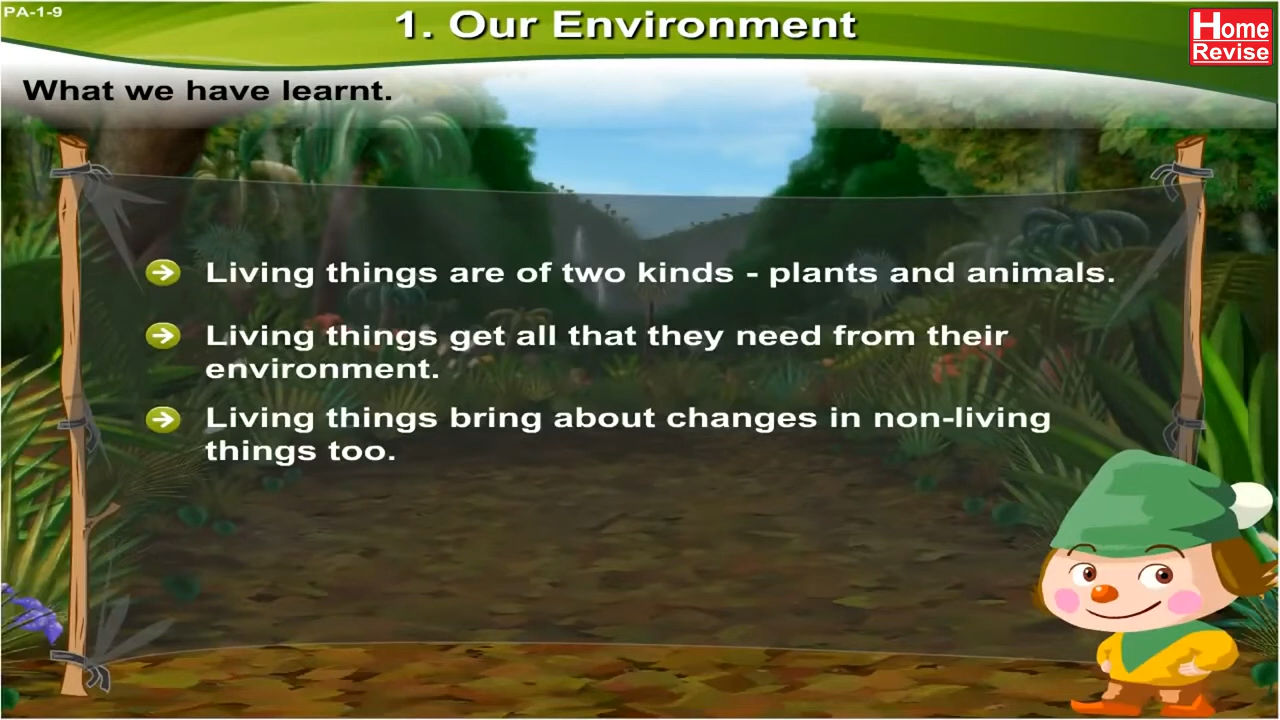 PA-1-9
1. Our Environment
Home
Revise
What we have learnt.
Living things are of two kinds - plants and animals.
Living things get all that they need from their
environment.
Living things bring about changes in non-living
things too.